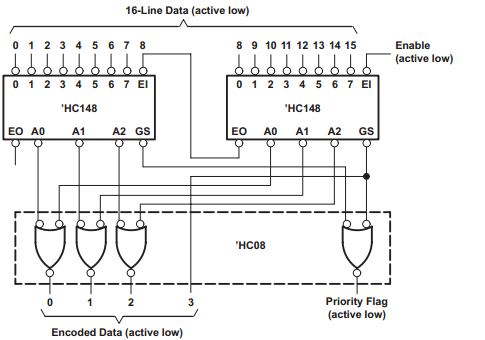 16-Line Data (active low)
0 1 2 3 4 5 6 7 8
8 9 10 11 12 13 14 15
Enable
(active low)
0 1 2 3 4 5 6 7 EI
0 1 2 3 4 5 6 7 EI
'HC148
'HC148
EO A0 A1 A2 GS
EO A0 A1 A2 GS
'HC08
0 1 2 3
Priority Flag
(active low)
Encoded Data (active low)